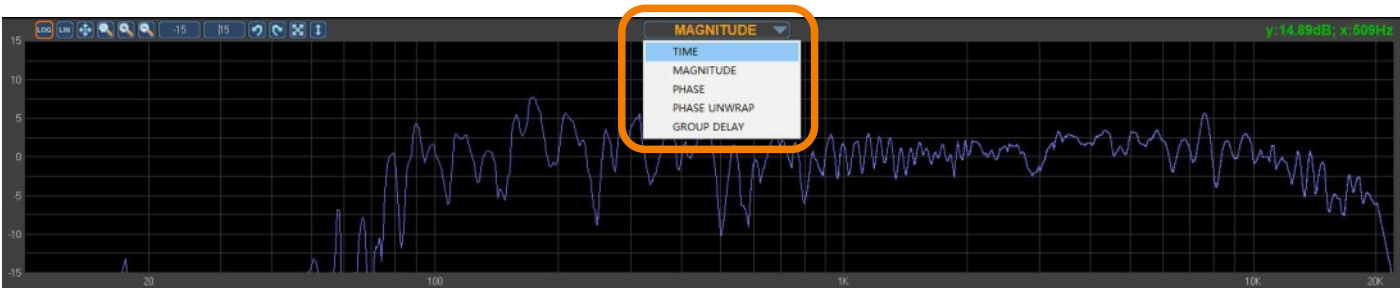 LOG LIN -15 15 MAGNITUDE y:14.89dB; x:509Hz
TIME
MAGNITUDE
PHASE
PHASE UNWRAP
GROUP DELAY
15
10
5
0
-5
-10
-15
20 100 1K 10K 20K